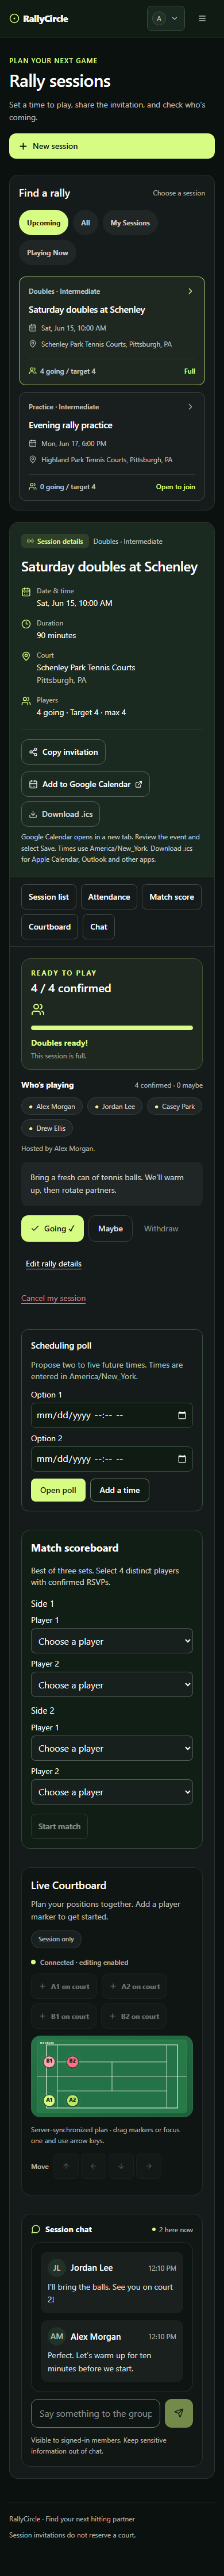 RallyCircle
A
PLAN YOUR NEXT GAME
Rally sessions
Set a time to play, share the invitation, and check who's
coming.
+ New session
Find a rally
Choose a session
Upcoming
All
My Sessions
Playing Now
Doubles · Intermediate
Saturday doubles at Schenley
Sat, Jun 15, 10:00 AM
Schenley Park Tennis Courts, Pittsburgh, PA
4 going / target 4
Full
Practice · Intermediate
Evening rally practice
Mon, Jun 17, 6:00 PM
Highland Park Tennis Courts, Pittsburgh, PA
0 going / target 4
Open to join
Session details
Doubles · Intermediate
Saturday doubles at Schenley
Date & time
Sat, Jun 15, 10:00 AM
Duration
90 minutes
Court
Schenley Park Tennis Courts
Pittsburgh, PA
Players
4 going · Target 4 · max 4
Copy invitation
Add to Google Calendar
Download .ics
Google Calendar opens in a new tab. Review the event and
select Save. Times use America/New_York. Download .ics
for Apple Calendar, Outlook and other apps.
Session list
Attendance
Match score
Courtboard
Chat
READY TO PLAY
4 / 4 confirmed
Doubles ready!
This session is full.
Who's playing
4 confirmed · 0 maybe
Alex Morgan
Jordan Lee
Casey Park
Drew Ellis
Hosted by Alex Morgan.
Bring a fresh can of tennis balls. We'll warm
up, then rotate partners.
✓ Going ✓
Maybe
Withdraw
Edit rally details
Cancel my session
Scheduling poll
Propose two to five future times. Times are
entered in America/New_York.
Option 1
mm/dd/yyyy --:-- --
Option 2
mm/dd/yyyy --:-- --
Open poll
Add a time
Match scoreboard
Best of three sets. Select 4 distinct players
with confirmed RSVPs.
Side 1
Player 1
Choose a player
Player 2
Choose a player
Side 2
Player 1
Choose a player
Player 2
Choose a player
Start match
Live Courtboard
Plan your positions together. Add a player
marker to get started.
Session only
Connected · editing enabled
+ A1 on court
+ A2 on court
+ B1 on court
+ B2 on court
B1
B2
A1
A2
Server-synchronized plan · drag markers or focus
one and use arrow keys.
Move
Session chat
2 here now
JL
Jordan Lee
12:10 PM
I'll bring the balls. See you on court
2!
AM
Alex Morgan
12:10 PM
Perfect. Let's warm up for ten
minutes before we start.
Say something to the group
Visible to signed-in members. Keep sensitive
information out of chat.
RallyCircle · Find your next hitting partner
Session invitations do not reserve a court.